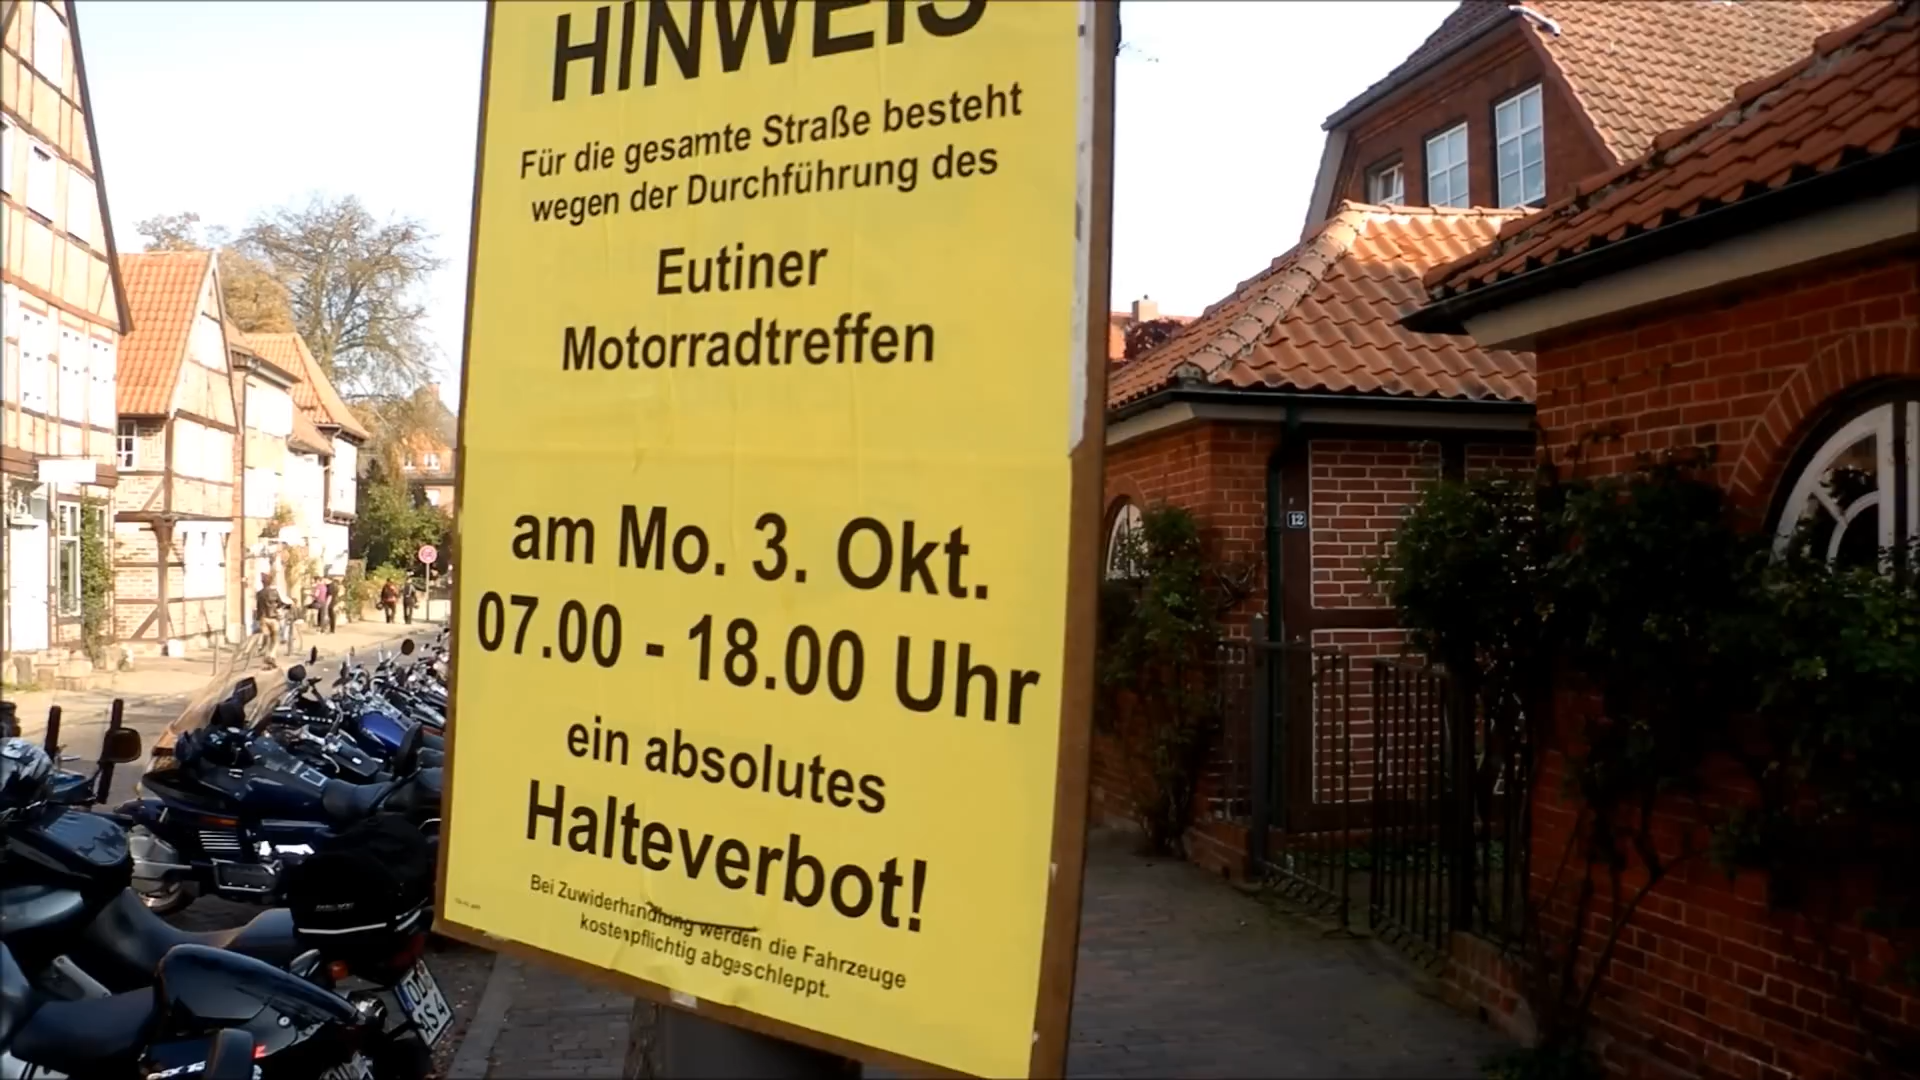 HINWEIS
Für die gesamte Straße besteht
wegen der Durchführung des
Eutiner
Motorradtreffen
am Mo. 3. Okt.
07.00 - 18.00 Uhr
ein absolutes
Halteverbot!
Bei Zuwiderhandlung werden die Fahrzeuge
kostenpflichtig abgeschleppt.
12